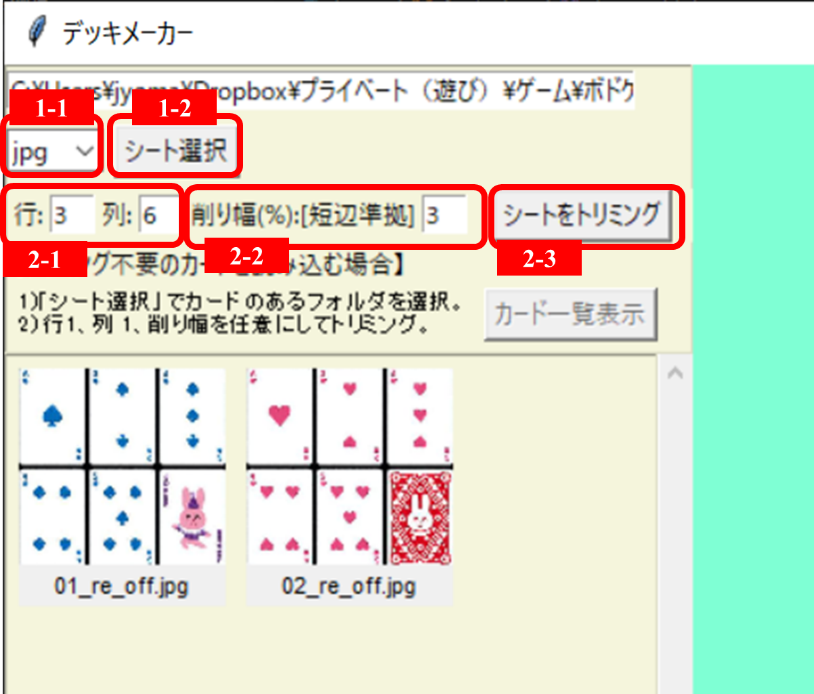 デッキメーカー
C:¥Users¥jyoma¥Dropbox¥プライベート（遊び）¥ゲーム¥ボドゲ
1-1 1-2
jpg シート選択
行: 3 列: 6 削り幅(%):[短辺準拠] 3 シートをトリミング
2-1 2-2 2-3
グ不要のカ み込む場合】
1)「シート選択」でカードのあるフォルダを選択。
2)行1、列1、削り幅を任意にしてトリミング。
カード一覧表示
01_re_off.jpg 02_re_off.jpg